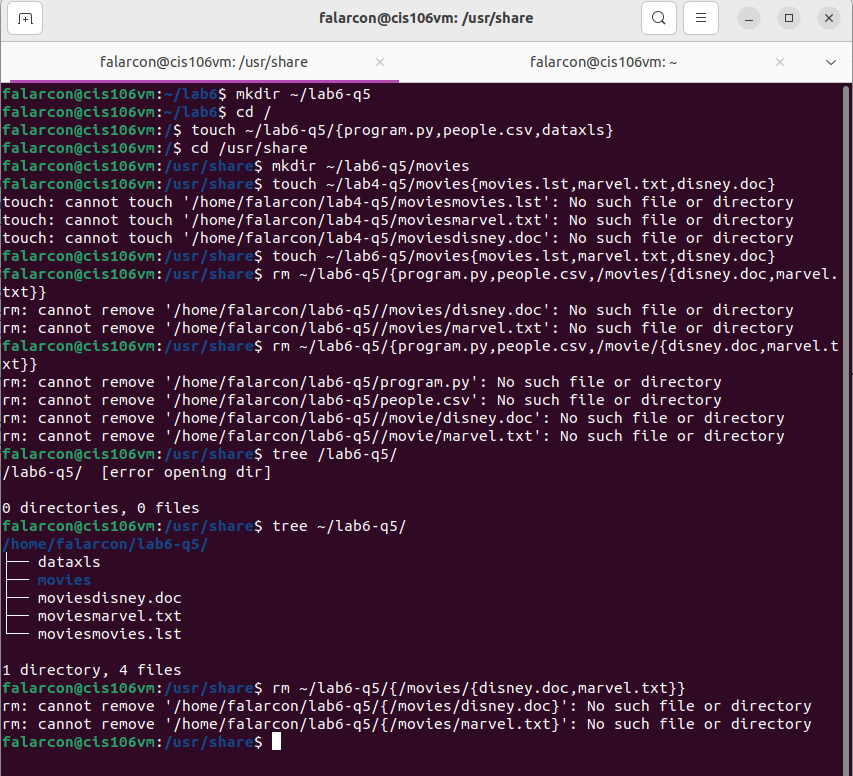 falarcon@cis106vm: /usr/share
falarcon@cis106vm: /usr/share
falarcon@cis106vm: ~
falarcon@cis106vm:~/lab6$ mkdir ~/lab6-q5
falarcon@cis106vm:~/lab6$ cd /
falarcon@cis106vm:/$ touch ~/lab6-q5/{program.py,people.csv,dataxls}
falarcon@cis106vm:/$ cd /usr/share
falarcon@cis106vm:/usr/share$ mkdir ~/lab6-q5/movies
falarcon@cis106vm:/usr/share$ touch ~/lab4-q5/movies{movies.lst,marvel.txt,disney.doc}
touch: cannot touch '/home/falarcon/lab4-q5/moviesmovies.lst': No such file or directory
touch: cannot touch '/home/falarcon/lab4-q5/moviesmarvel.txt': No such file or directory
touch: cannot touch '/home/falarcon/lab4-q5/moviesdisney.doc': No such file or directory
falarcon@cis106vm:/usr/share$ touch ~/lab6-q5/movies{movies.lst,marvel.txt,disney.doc}
falarcon@cis106vm:/usr/share$ rm ~/lab6-q5/{program.py,people.csv,/movies/{disney.doc,marvel.
txt}}
rm: cannot remove '/home/falarcon/lab6-q5//movies/disney.doc': No such file or directory
rm: cannot remove '/home/falarcon/lab6-q5//movies/marvel.txt': No such file or directory
falarcon@cis106vm:/usr/share$ rm ~/lab6-q5/{program.py,people.csv,/movie/{disney.doc,marvel.t
xt}}
rm: cannot remove '/home/falarcon/lab6-q5/program.py': No such file or directory
rm: cannot remove '/home/falarcon/lab6-q5/people.csv': No such file or directory
rm: cannot remove '/home/falarcon/lab6-q5//movie/disney.doc': No such file or directory
rm: cannot remove '/home/falarcon/lab6-q5//movie/marvel.txt': No such file or directory
falarcon@cis106vm:/usr/share$ tree /lab6-q5/
/lab6-q5/  [error opening dir]
0 directories, 0 files
falarcon@cis106vm:/usr/share$ tree ~/lab6-q5/
/home/falarcon/lab6-q5/
├── dataxls
├── movies
├── moviesdisney.doc
├── moviesmarvel.txt
└── moviesmovies.lst
1 directory, 4 files
falarcon@cis106vm:/usr/share$ rm ~/lab6-q5/{/movies/{disney.doc,marvel.txt}}
rm: cannot remove '/home/falarcon/lab6-q5/{/movies/disney.doc}': No such file or directory
rm: cannot remove '/home/falarcon/lab6-q5/{/movies/marvel.txt}': No such file or directory
falarcon@cis106vm:/usr/share$